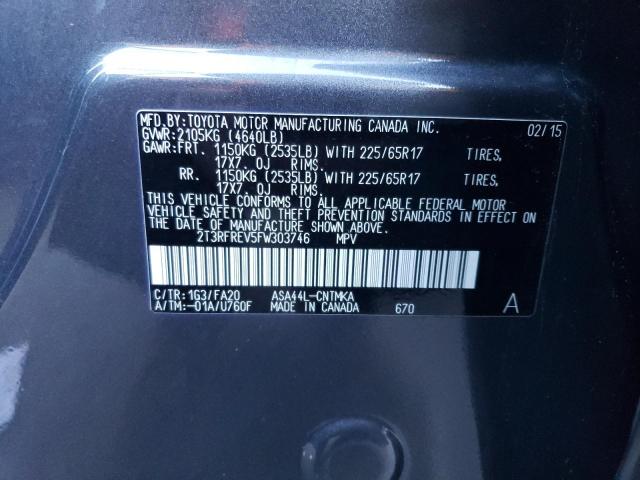 MFD.BY:TOYOTA MOTOR MANUFACTURING CANADA INC. 02/15
GVWR:2105KG (4640LB)
GAWR:FRT. 1150KG (2535LB) WITH 225/65R17 TIRES,
17X7. 0J RIMS.
RR. 1150KG (2535LB) WITH 225/65R17 TIRES,
17X7. 0J RIMS.
THIS VEHICLE CONFORMS TO ALL APPLICABLE FEDERAL MOTOR
VEHICLE SAFETY AND THEFT PREVENTION STANDARDS IN EFFECT ON
THE DATE OF MANUFACTURE SHOWN ABOVE.
2T3RFREV5FW303746 MPV
C/TR:1G3/FA20 ASA44L-CNTMKA
A/TM:-01A/U760F MADE IN CANADA 670 A